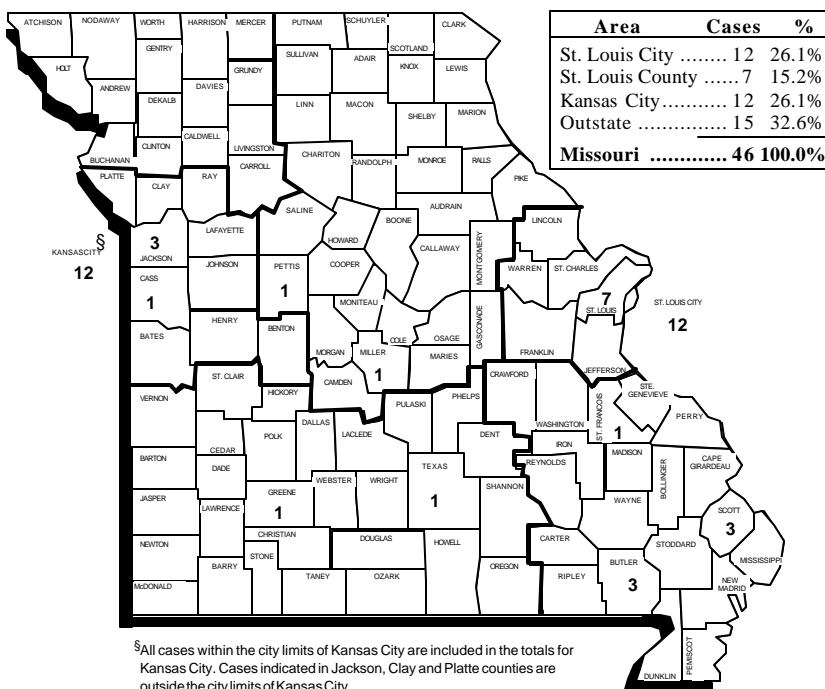 Area Cases %
St. Louis City ........ 12 26.1%
St. Louis County ...... 7 15.2%
Kansas City ............ 12 26.1%
Outstate ............... 15 32.6%
Missouri ............. 46 100.0%
ATCHISON NODAWAY WORTH HARRISON MERCER PUTNAM SCHUYLER CLARK
SCOTLAND
GENTRY SULLIVAN ADAIR KNOX LEWIS
HOLT GRUNDY
ANDREW DAVIES
DEKALB LINN MACON SHELBY MARION
CALDWELL
CLINTON LIVINGSTON CHARITON
BUCHANAN CARROLL RANDOLPH MONROE RALLS
PLATTE CLAY RAY PIKE
SALINE AUDRAIN
LAFAYETTE BOONE LINCOLN
§
KANSASCITY 3 HOWARD CALLAWAY MONTGOMERY
12 JACKSON JOHNSON PETTIS COOPER WARREN ST. CHARLES
CASS
1 1 MONITEAU GASCONADE 7 ST. LOUIS CITY
ST. LOUIS
12
HENRY BENTON COLE OSAGE
BATES MORGAN MILLER MARIES FRANKLIN
1
ST. CLAIR CAMDEN CRAWFORD JEFFERSON
HICKORY STE.
GENEVIEVE
VERNON PULASKI PHELPS ST. FRANCOIS
DALLAS LACLEDE WASHINGTON 1 PERRY
POLK DENT IRON
CEDAR MADISON
BARTON TEXAS REYNOLDS BOLLINGER CAPE
GIRARDEAU
DADE WEBSTER WRIGHT
GREENE SHANNON
JASPER 1 1 WAYNE
LAWRENCE SCOTT
3
CHRISTIAN DOUGLAS HOWELL CARTER STODDARD
NEWTON STONE MISSISSIPPI
BARRY OREGON BUTLER
TANEY OZARK RIPLEY 3 NEW
MADRID
McDONALD
PEMISCOT
DUNKLIN
§All cases within the city limits of Kansas City are included in the totals for
Kansas City. Cases indicated in Jackson, Clay and Platte counties are
outside the city limits of Kansas City.